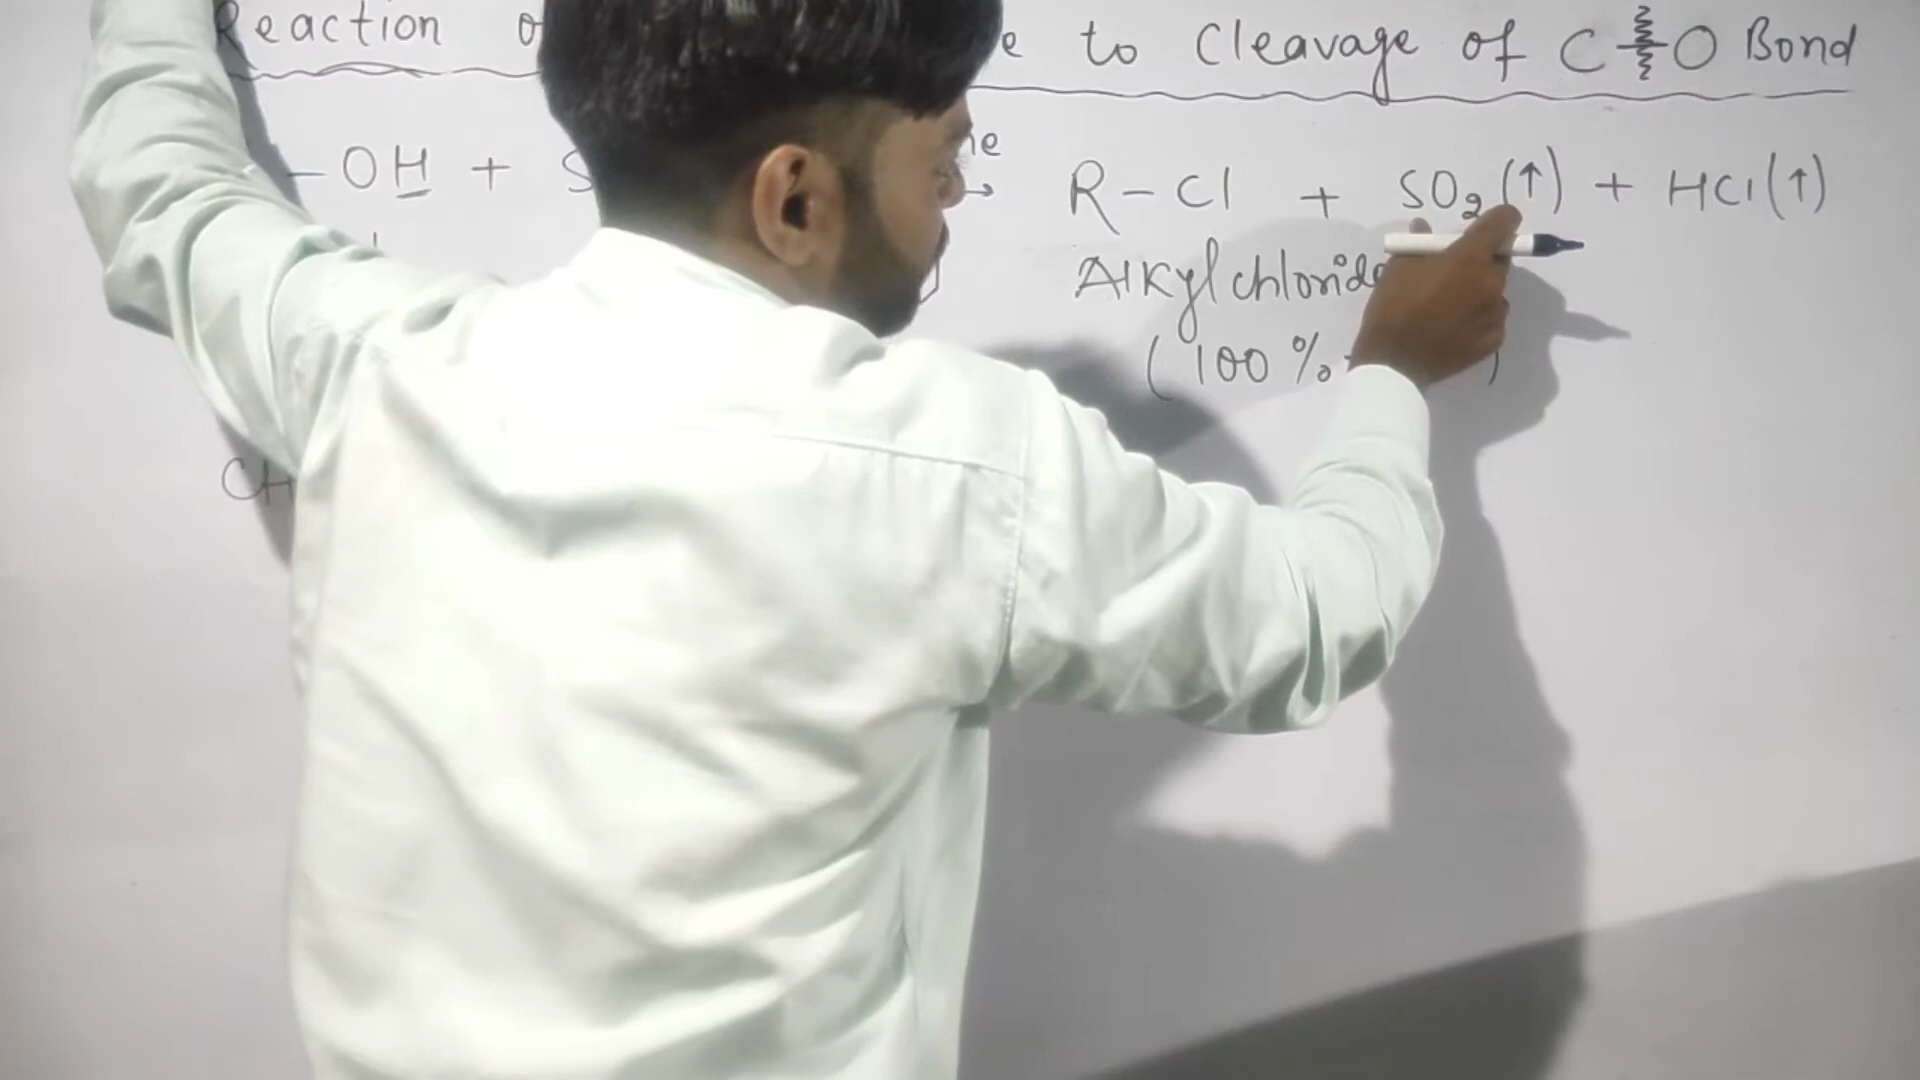 Reaction to Cleavage of C-O Bond
-OH + → R-Cl + SO₂(↑) + HCl(↑)
Alkyl chloride
(100 % )
CH